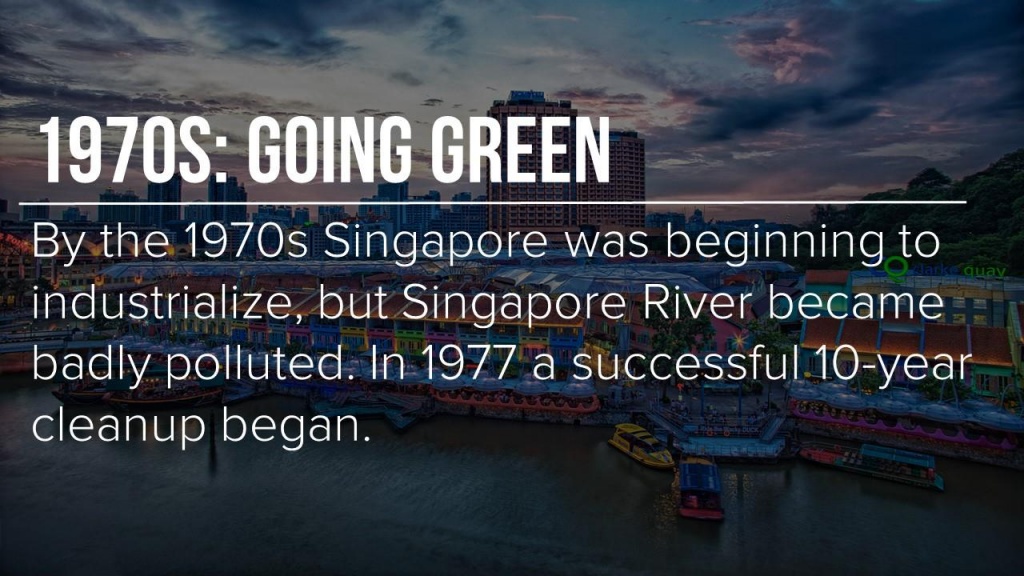 1970S: GOING GREEN
By the 1970s Singapore was beginning to
industrialize, but Singapore River became
badly polluted. In 1977 a successful 10-year
cleanup began.
quay